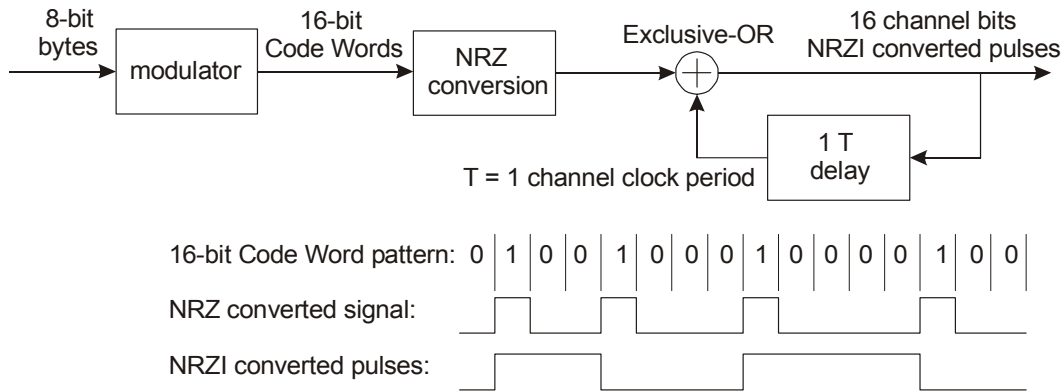 8-bit
bytes
modulator
16-bit
Code Words
NRZ
conversion
Exclusive-OR
16 channel bits
NRZI converted pulses
1 T
delay
T = 1 channel clock period
16-bit Code Word pattern: 0 1 0 0 1 0 0 0 1 0 0 0 0 1 0 0
NRZ converted signal:
NRZI converted pulses: